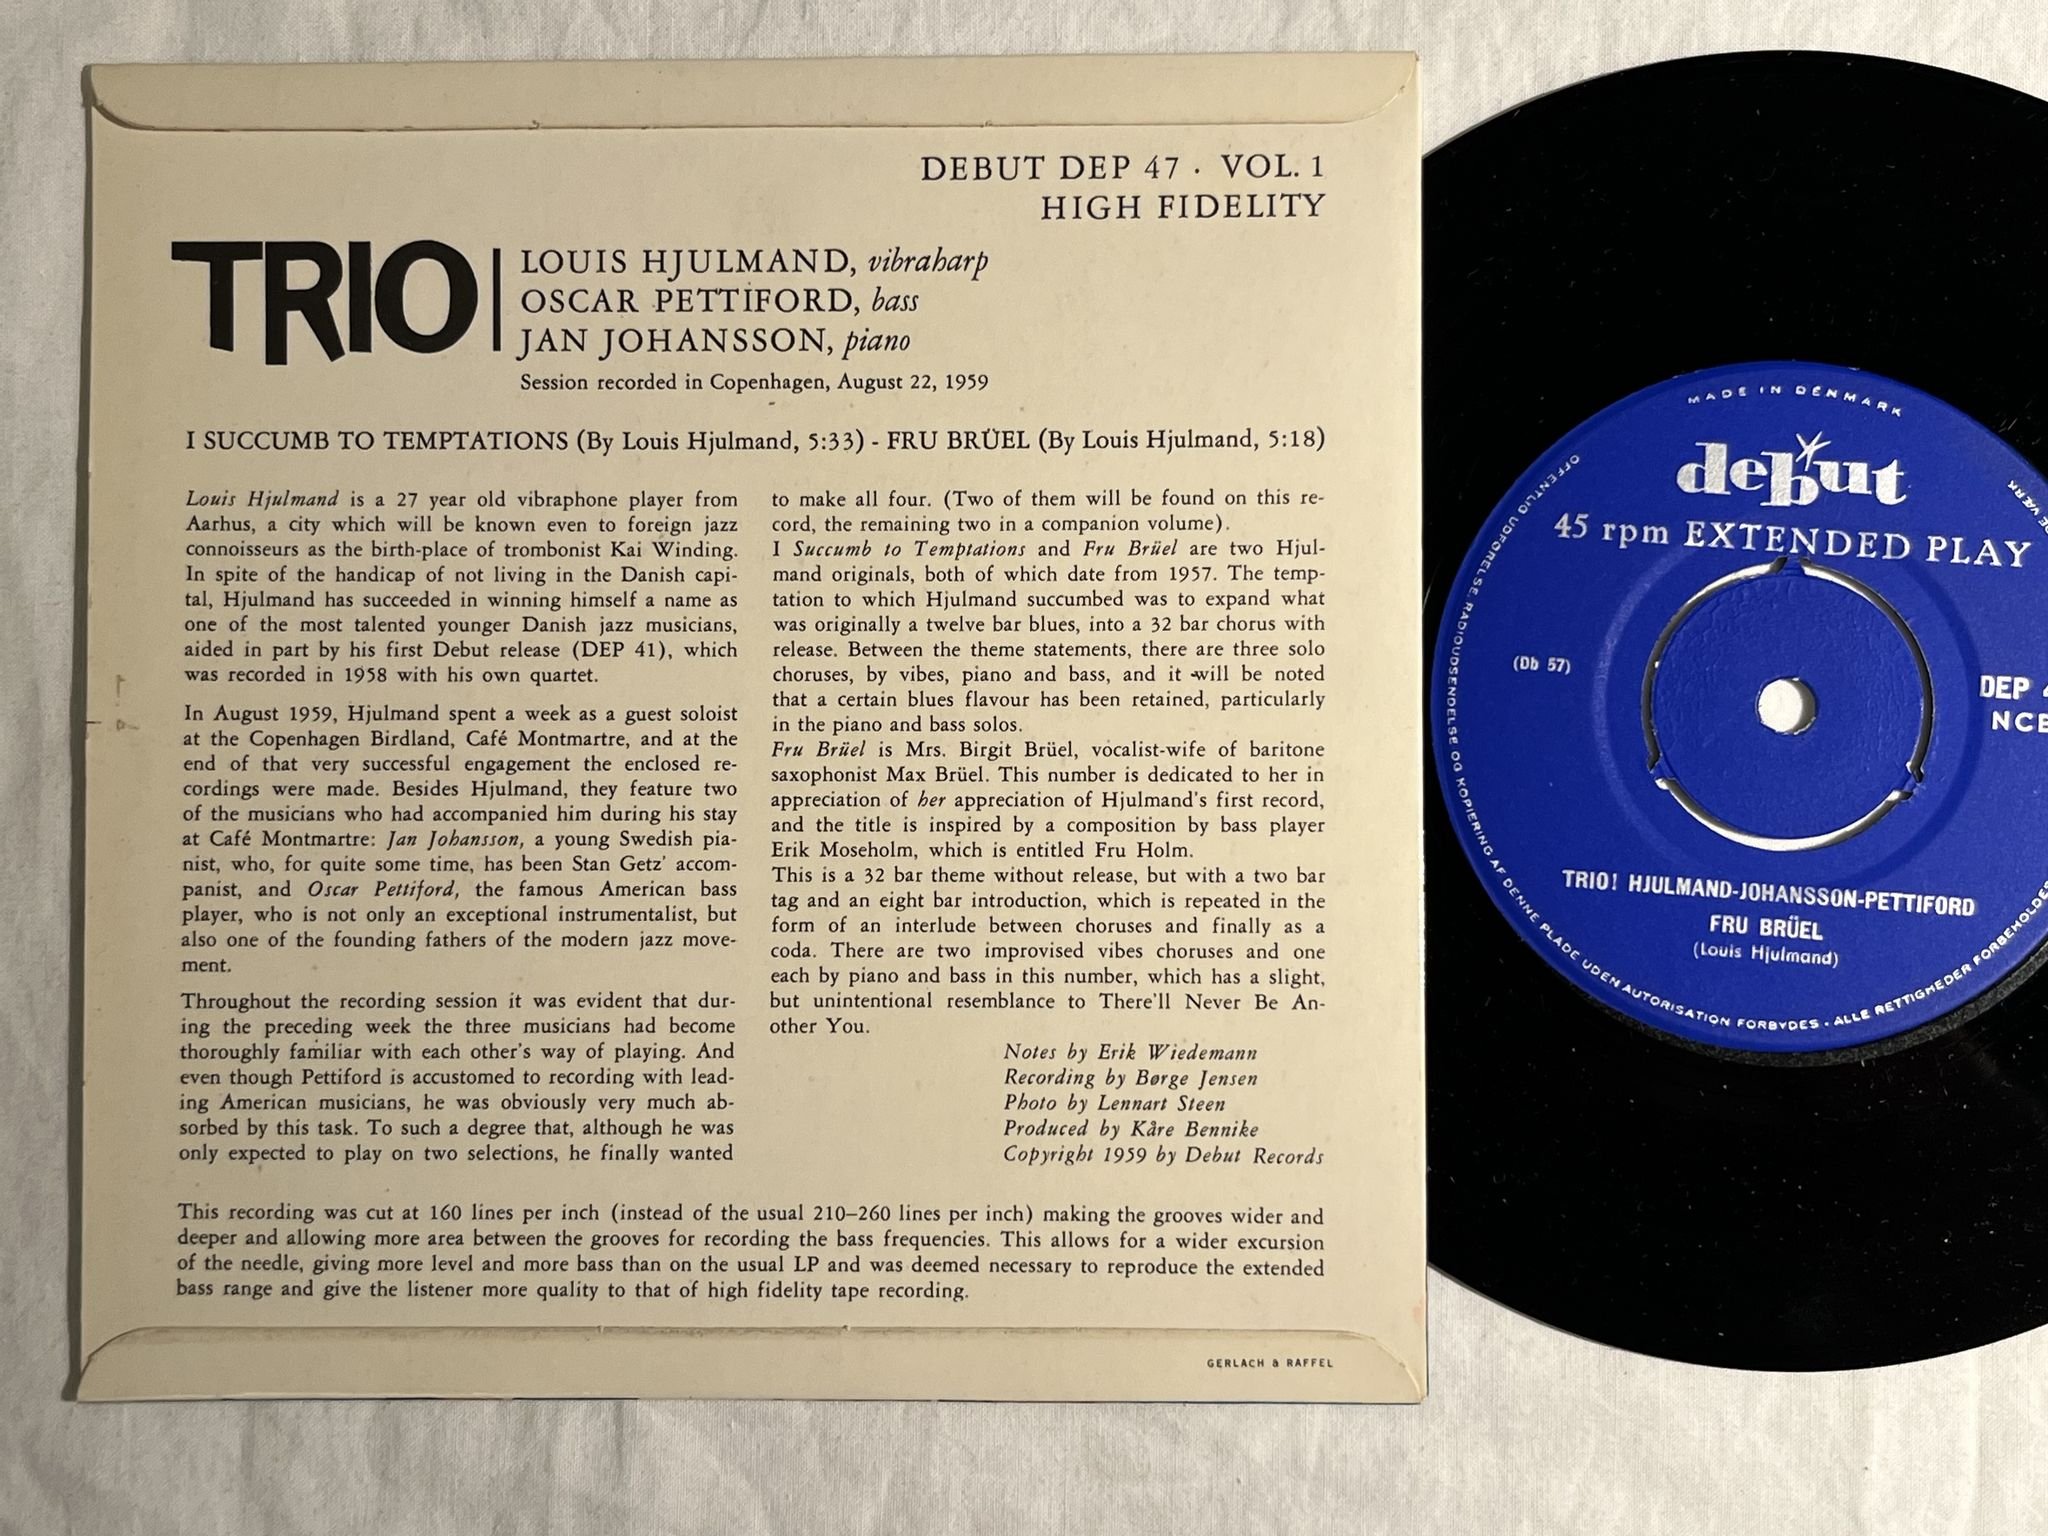 DEBUT DEP 47 · VOL. 1
HIGH FIDELITY
TRIO
LOUIS HJULMAND, vibraharp
OSCAR PETTIFORD, bass
JAN JOHANSSON, piano
Session recorded in Copenhagen, August 22, 1959
I SUCCUMB TO TEMPTATIONS (By Louis Hjulmand, 5:33) - FRU BRÜEL (By Louis Hjulmand, 5:18)
Louis Hjulmand is a 27 year old vibraphone player from
Aarhus, a city which will be known even to foreign jazz
connoisseurs as the birth-place of trombonist Kai Winding.
In spite of the handicap of not living in the Danish capi-
tal, Hjulmand has succeeded in winning himself a name as
one of the most talented younger Danish jazz musicians,
aided in part by his first Debut release (DEP 41), which
was recorded in 1958 with his own quartet.
In August 1959, Hjulmand spent a week as a guest soloist
at the Copenhagen Birdland, Café Montmartre, and at the
end of that very successful engagement the enclosed re-
cordings were made. Besides Hjulmand, they feature two
of the musicians who had accompanied him during his stay
at Café Montmartre: Jan Johansson, a young Swedish pia-
nist, who, for quite some time, has been Stan Getz' accom-
panist, and Oscar Pettiford, the famous American bass
player, who is not only an exceptional instrumentalist, but
also one of the founding fathers of the modern jazz move-
ment.
Throughout the recording session it was evident that dur-
ing the preceding week the three musicians had become
thoroughly familiar with each other's way of playing. And
even though Pettiford is accustomed to recording with lead-
ing American musicians, he was obviously very much ab-
sorbed by this task. To such a degree that, although he was
only expected to play on two selections, he finally wanted
to make all four. (Two of them will be found on this re-
cord, the remaining two in a companion volume).
I Succumb to Temptations and Fru Brüel are two Hjul-
mand originals, both of which date from 1957. The temp-
tation to which Hjulmand succumbed was to expand what
was originally a twelve bar blues, into a 32 bar chorus with
release. Between the theme statements, there are three solo
choruses, by vibes, piano and bass, and it will be noted
that a certain blues flavour has been retained, particularly
in the piano and bass solos.
Fru Brüel is Mrs. Birgit Brüel, vocalist-wife of baritone
saxophonist Max Brüel. This number is dedicated to her in
appreciation of her appreciation of Hjulmand's first record,
and the title is inspired by a composition by bass player
Erik Moseholm, which is entitled Fru Holm.
This is a 32 bar theme without release, but with a two bar
tag and an eight bar introduction, which is repeated in the
form of an interlude between choruses and finally as a
coda. There are two improvised vibes choruses and one
each by piano and bass in this number, which has a slight,
but unintentional resemblance to There'll Never Be An-
other You.
Notes by Erik Wiedemann
Recording by Børge Jensen
Photo by Lennart Steen
Produced by Kåre Bennike
Copyright 1959 by Debut Records
This recording was cut at 160 lines per inch (instead of the usual 210–260 lines per inch) making the grooves wider and
deeper and allowing more area between the grooves for recording the bass frequencies. This allows for a wider excursion
of the needle, giving more level and more bass than on the usual LP and was deemed necessary to reproduce the extended
bass range and give the listener more quality to that of high fidelity tape recording.
GERLACH & RAFFEL
MADE IN DENMARK
debut
45 rpm EXTENDED PLAY
(Db 57)
DEP
NCB
TRIO! HJULMAND-JOHANSSON-PETTIFORD
FRU BRÜEL
(Louis Hjulmand)
OFFENTLIG UDFØRELSE, RADIOUDSENDELSE OG KOPIERING AF DENNE PLADE UDEN AUTORISATION FORBYDES · ALLE RETTIGHEDER FORBEHOLDES
VÆRK